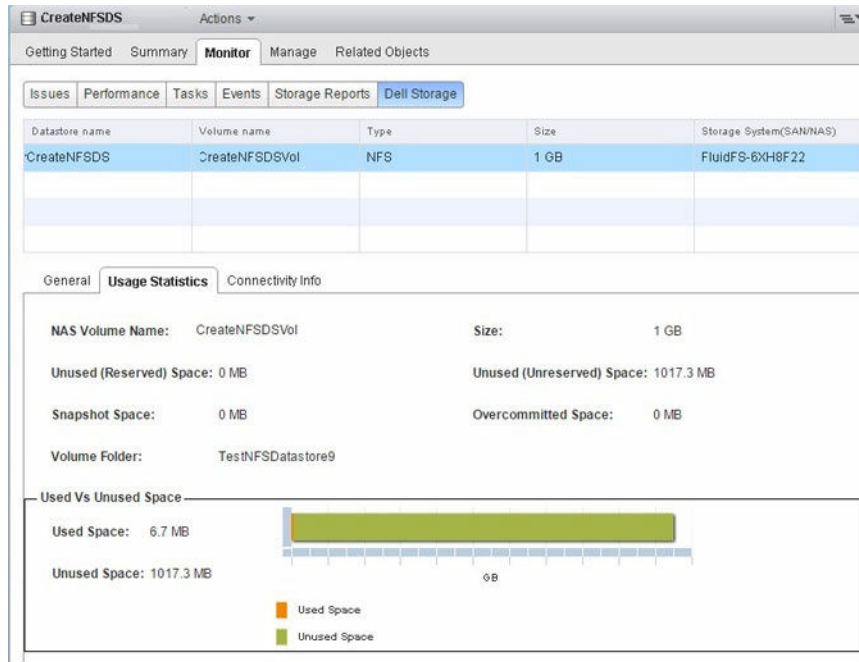 CreateNFSDS Actions
Getting Started Summary Monitor Manage Related Objects
Issues Performance Tasks Events Storage Reports Dell Storage
Datastore name Volume name Type Size Storage System(SAN/NAS)
CreateNFSDS CreateNFSDSVol NFS 1 GB FluidFS-6XH8F22
General Usage Statistics Connectivity Info
NAS Volume Name: CreateNFSDSVol Size: 1 GB
Unused (Reserved) Space: 0 MB Unused (Unreserved) Space: 1017.3 MB
Snapshot Space: 0 MB Overcommitted Space: 0 MB
Volume Folder: TestNFSDatastore9
Used Vs Unused Space
Used Space: 6.7 MB
Unused Space: 1017.3 MB
GB
Used Space
Unused Space